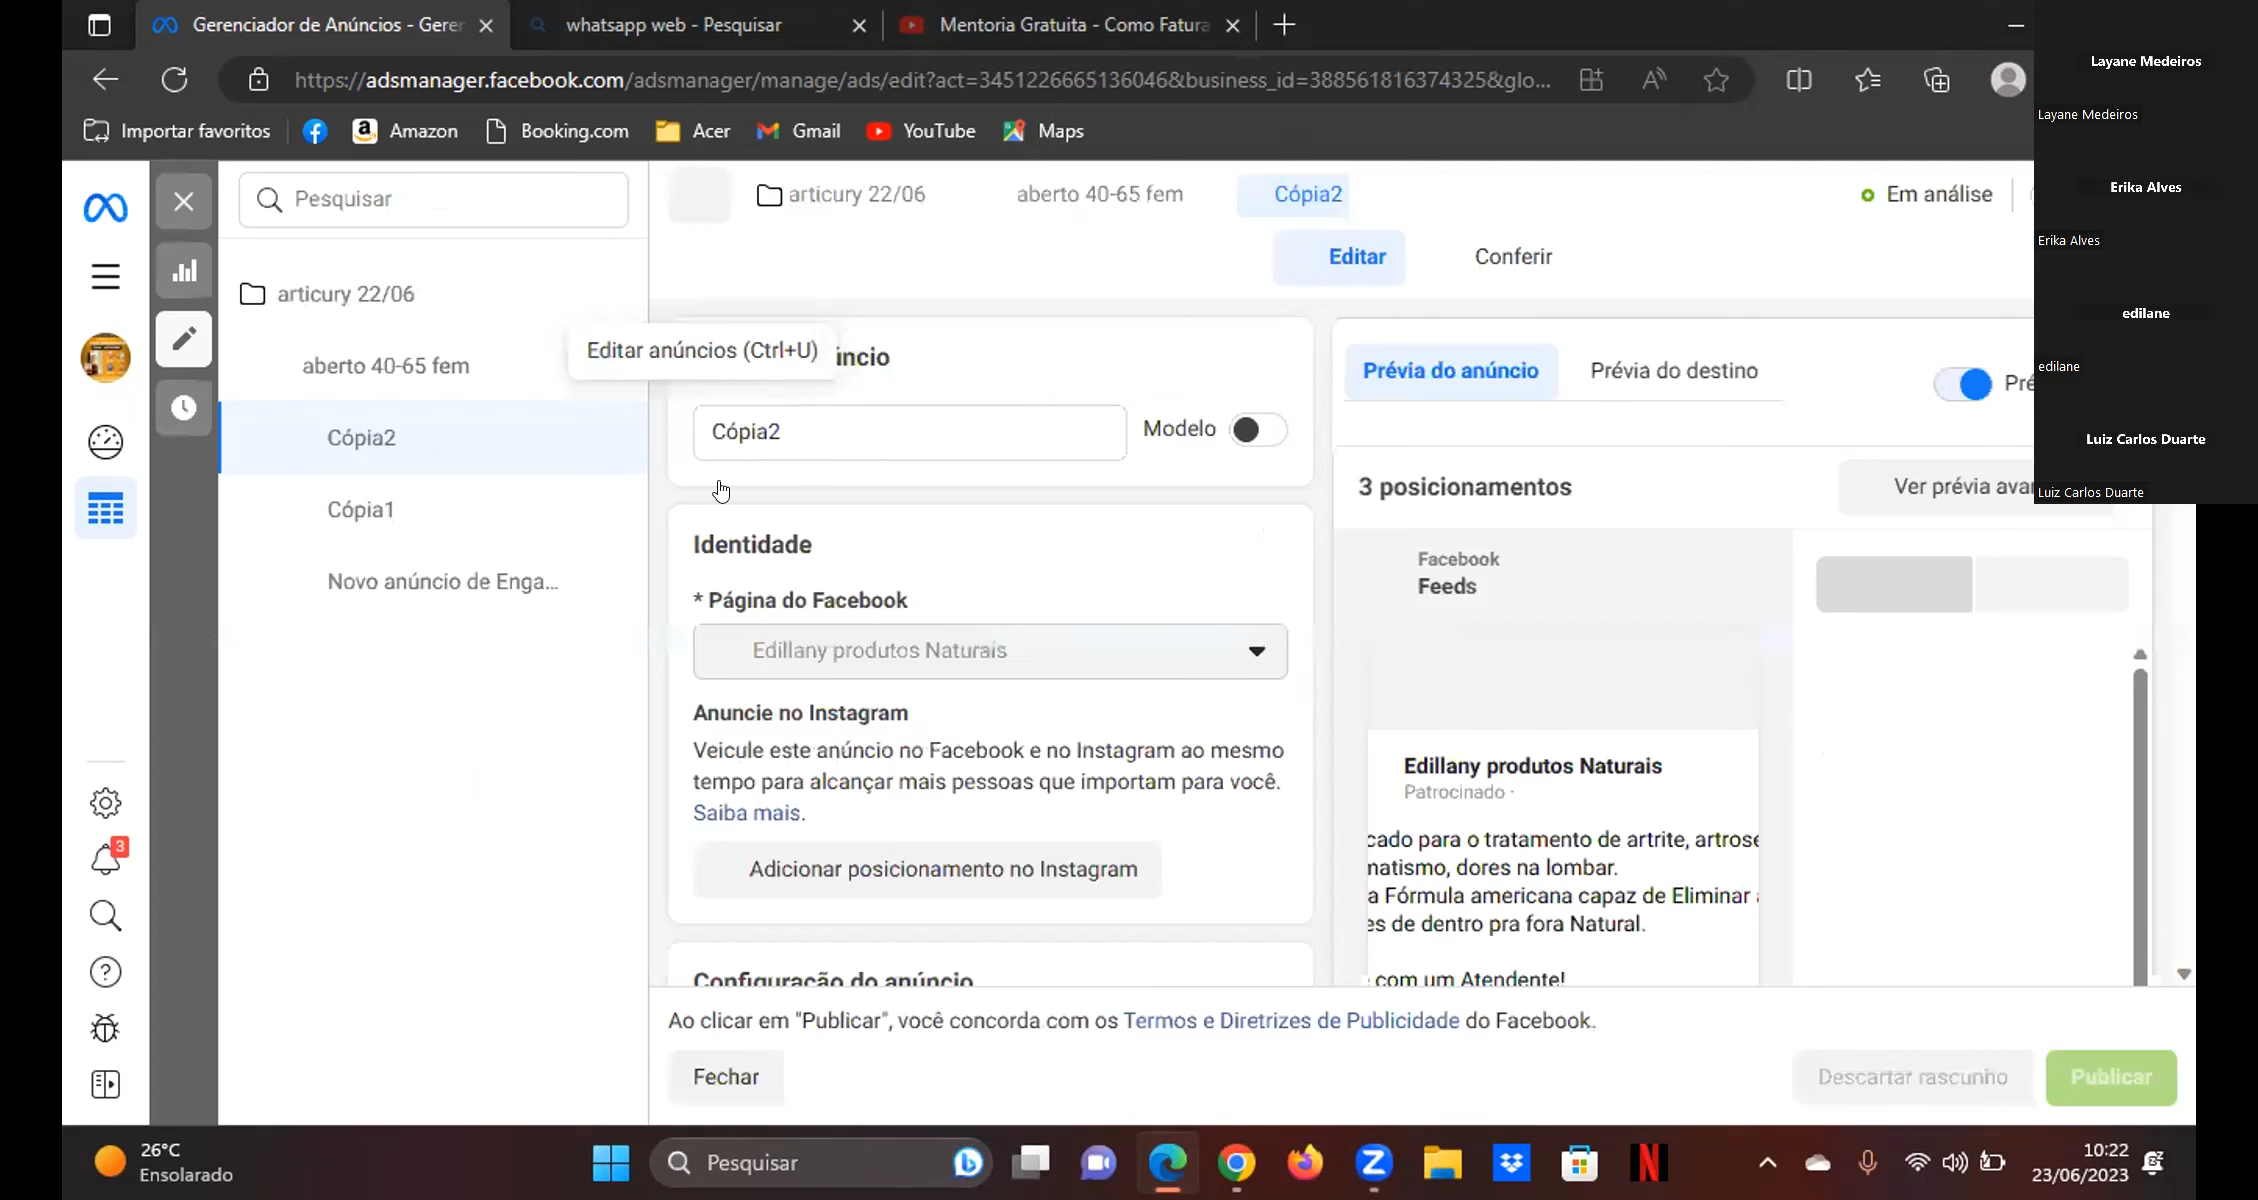 Gerenciador de Anúncios - Gerer
whatsapp web - Pesquisar
Mentoria Gratuita - Como Fatura
https://adsmanager.facebook.com/adsmanager/manage/ads/edit?act=3451226665136046&business_id=388561816374325&glo...
Importar favoritos
Amazon
Booking.com
Acer
Gmail
YouTube
Maps
Layane Medeiros
Layane Medeiros
Erika Alves
Erika Alves
edilane
edilane
Luiz Carlos Duarte
Luiz Carlos Duarte
Pesquisar
articury 22/06
aberto 40-65 fem
Cópia2
Cópia1
Novo anúncio de Enga...
articury 22/06
aberto 40-65 fem
Cópia2
Em análise
Editar
Conferir
Editar anúncios (Ctrl+U)
úncio
Cópia2
Modelo
Identidade
* Página do Facebook
Edillany produtos Naturais
Anuncie no Instagram
Veicule este anúncio no Facebook e no Instagram ao mesmo
tempo para alcançar mais pessoas que importam para você.
Saiba mais.
Adicionar posicionamento no Instagram
Configuração do anúncio
Prévia do anúncio
Prévia do destino
Pré
3 posicionamentos
Ver prévia avan
Facebook
Feeds
Edillany produtos Naturais
Patrocinado ·
cado para o tratamento de artrite, artrose
matismo, dores na lombar.
a Fórmula americana capaz de Eliminar
es de dentro pra fora Natural.
com um Atendente!
Ao clicar em "Publicar", você concorda com os Termos e Diretrizes de Publicidade do Facebook.
Fechar
Descartar rascunho
Publicar
3
26°C
Ensolarado
Pesquisar
10:22
23/06/2023